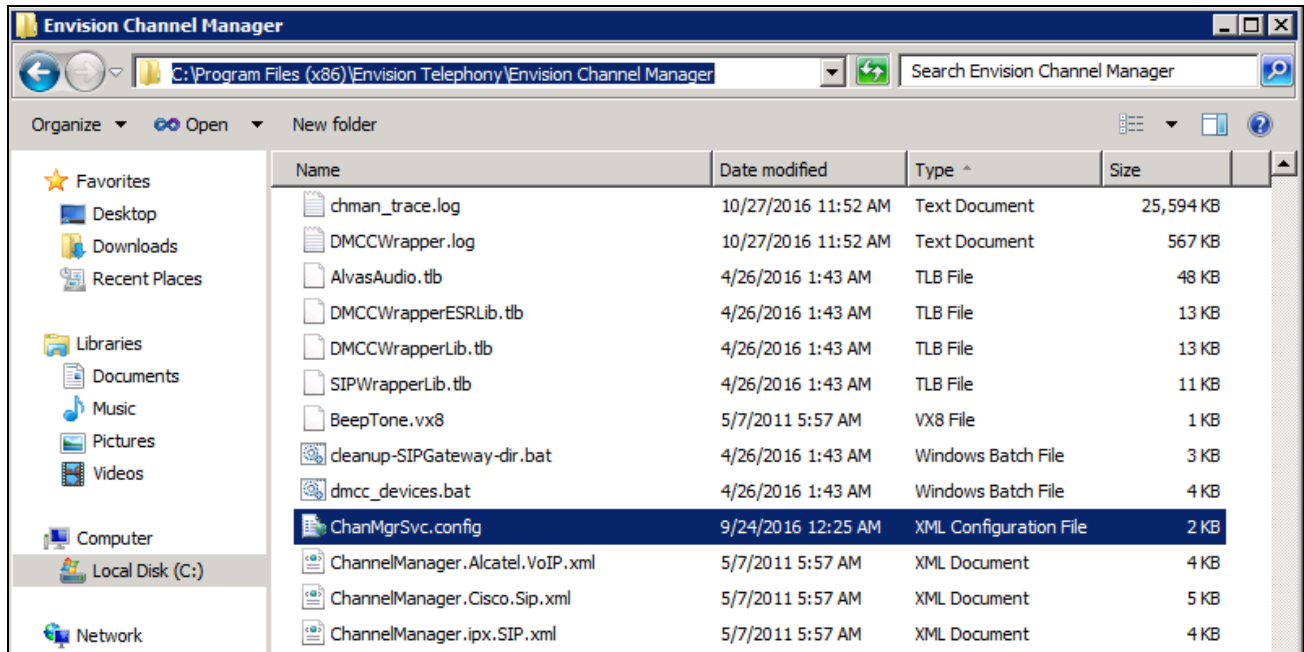 Envision Channel Manager
C:\Program Files (x86)\Envision Telephony\Envision Channel Manager Search Envision Channel Manager
Organize Open New folder
Name Date modified Type Size
Favorites
Desktop
Downloads
Recent Places
Libraries
Documents
Music
Pictures
Videos
Computer
Local Disk (C:)
Network
chman_trace.log 10/27/2016 11:52 AM Text Document 25,594 KB
DMCCWrapper.log 10/27/2016 11:52 AM Text Document 567 KB
AlvasAudio.tlb 4/26/2016 1:43 AM TLB File 48 KB
DMCCWrapperESRLib.tlb 4/26/2016 1:43 AM TLB File 13 KB
DMCCWrapperLib.tlb 4/26/2016 1:43 AM TLB File 13 KB
SIPWrapperLib.tlb 4/26/2016 1:43 AM TLB File 11 KB
BeepTone.vx8 5/7/2011 5:57 AM VX8 File 1 KB
cleanup-SIPGateway-dir.bat 4/26/2016 1:43 AM Windows Batch File 3 KB
dmcc_devices.bat 4/26/2016 1:43 AM Windows Batch File 4 KB
ChanMgrSvc.config 9/24/2016 12:25 AM XML Configuration File 2 KB
ChannelManager.Alcatel.VoIP.xml 5/7/2011 5:57 AM XML Document 4 KB
ChannelManager.Cisco.Sip.xml 5/7/2011 5:57 AM XML Document 5 KB
ChannelManager.ipx.SIP.xml 5/7/2011 5:57 AM XML Document 4 KB